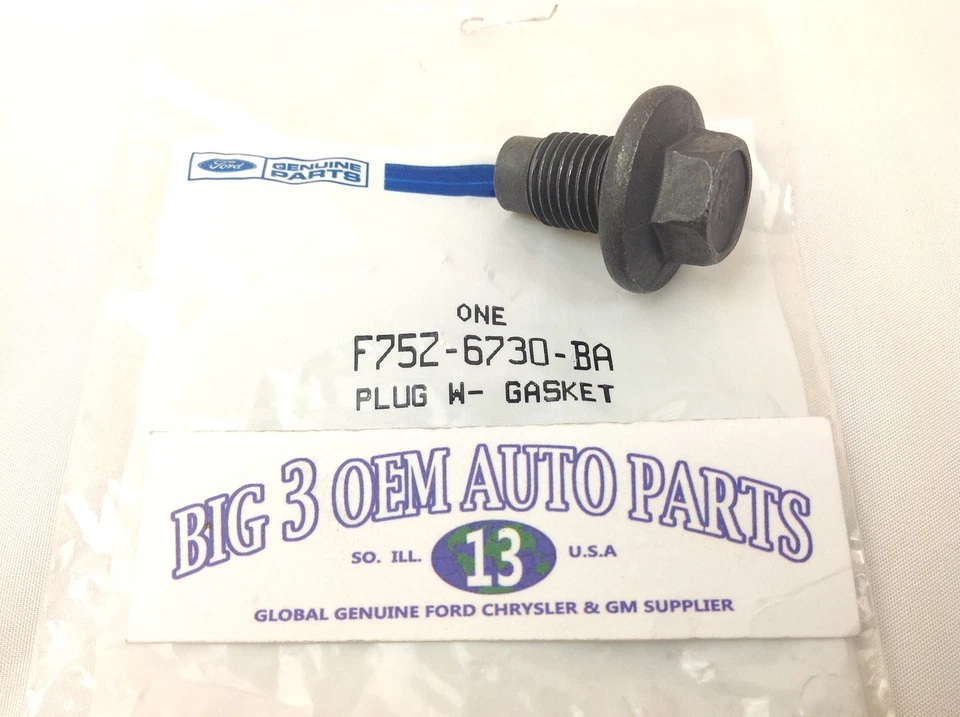 Ford GENUINE PARTS
ONE
F75Z-6730-BA
PLUG W- GASKET
BIG 3 OEM AUTO PARTS
SO. ILL. 13 U.S.A
GLOBAL GENUINE FORD CHRYSLER & GM SUPPLIER